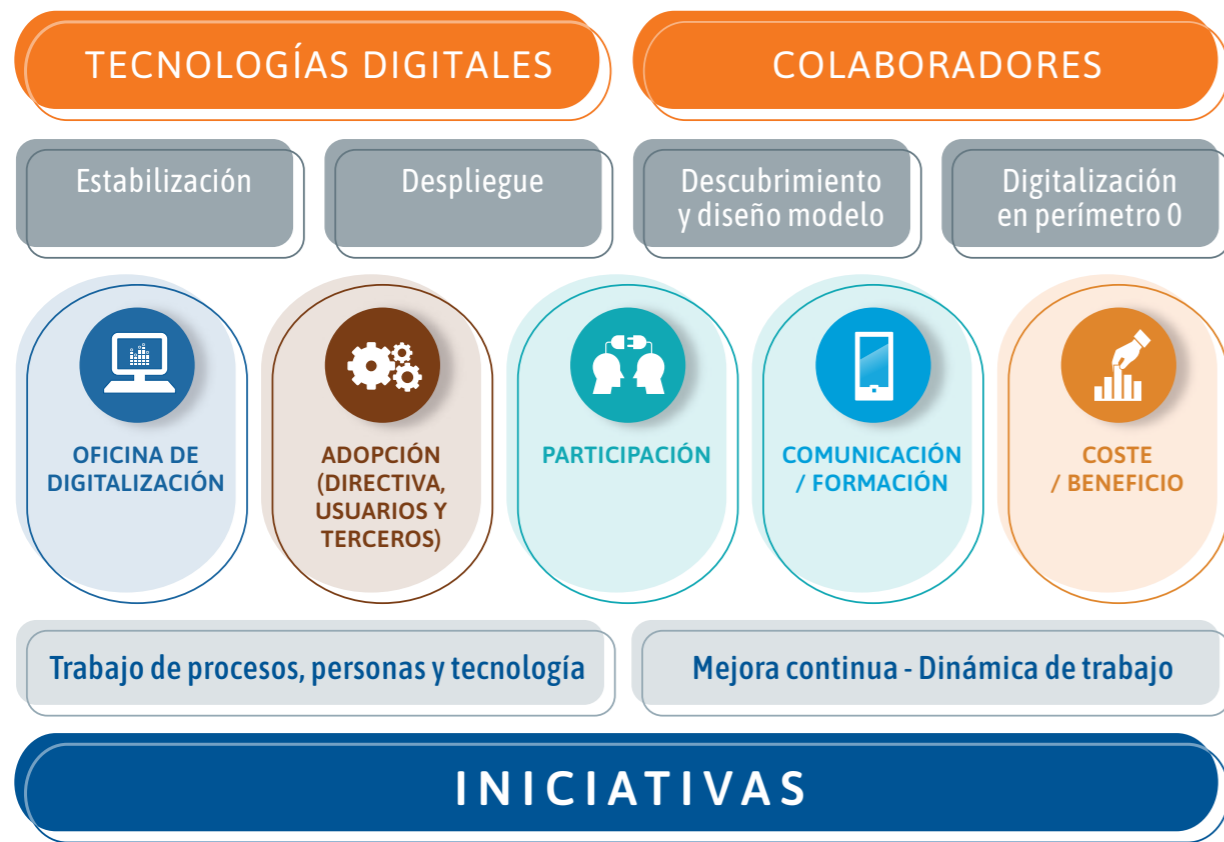 TECNOLOGÍAS DIGITALES
COLABORADORES
Estabilización
Despliegue
Descubrimiento
y diseño modelo
Digitalización
en perímetro 0
OFICINA DE
DIGITALIZACIÓN
ADOPCIÓN
(DIRECTIVA,
USUARIOS Y
TERCEROS)
PARTICIPACIÓN
COMUNICACIÓN
/ FORMACIÓN
COSTE
/ BENEFICIO
Trabajo de procesos, personas y tecnología
Mejora continua - Dinámica de trabajo
INICIATIVAS